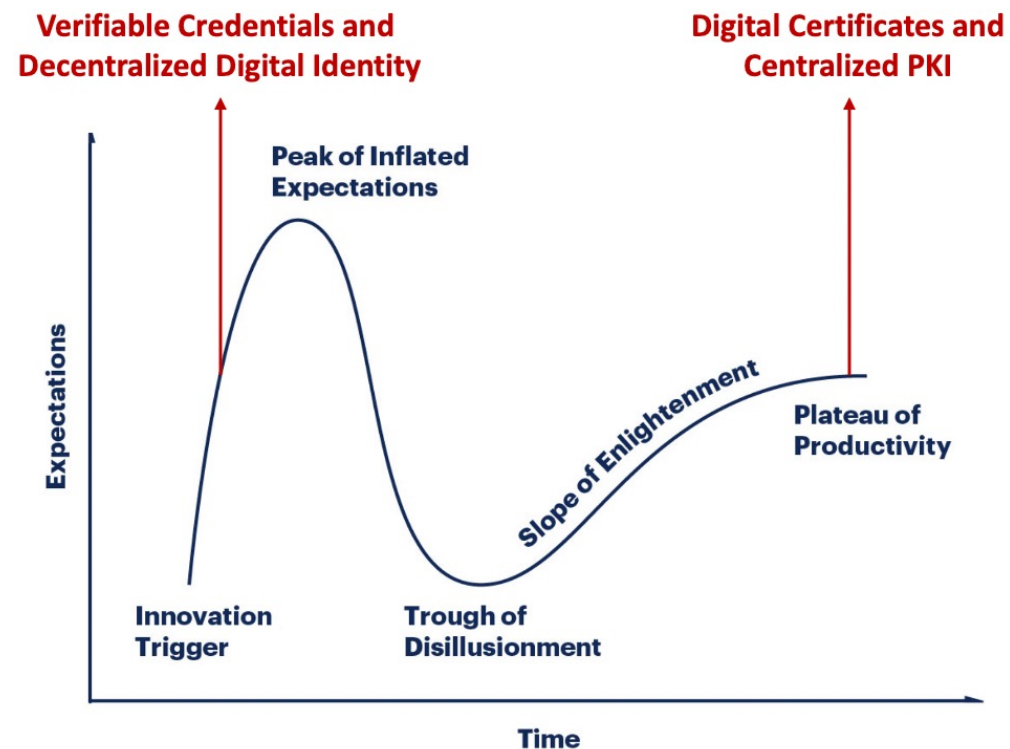 Verifiable Credentials and
Decentralized Digital Identity
Digital Certificates and
Centralized PKI
Peak of Inflated
Expectations
Expectations
Slope of Enlightenment
Plateau of
Productivity
Innovation
Trigger
Trough of
Disillusionment
Time